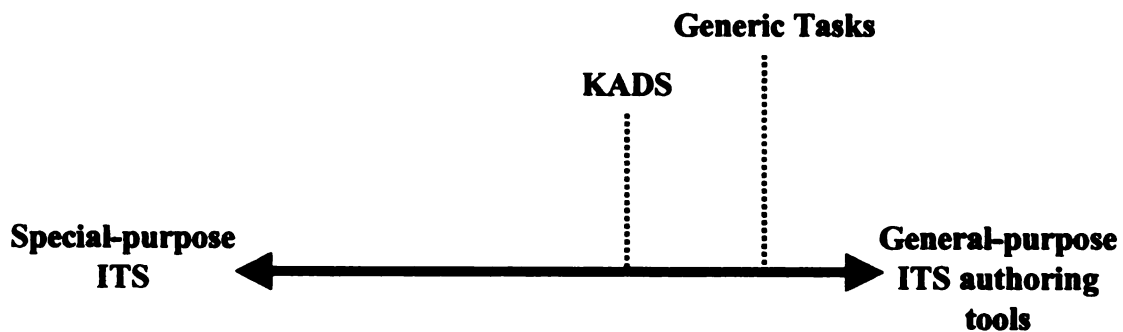 Generic Tasks
KADS
Special-purpose
ITS
General-purpose
ITS authoring
tools